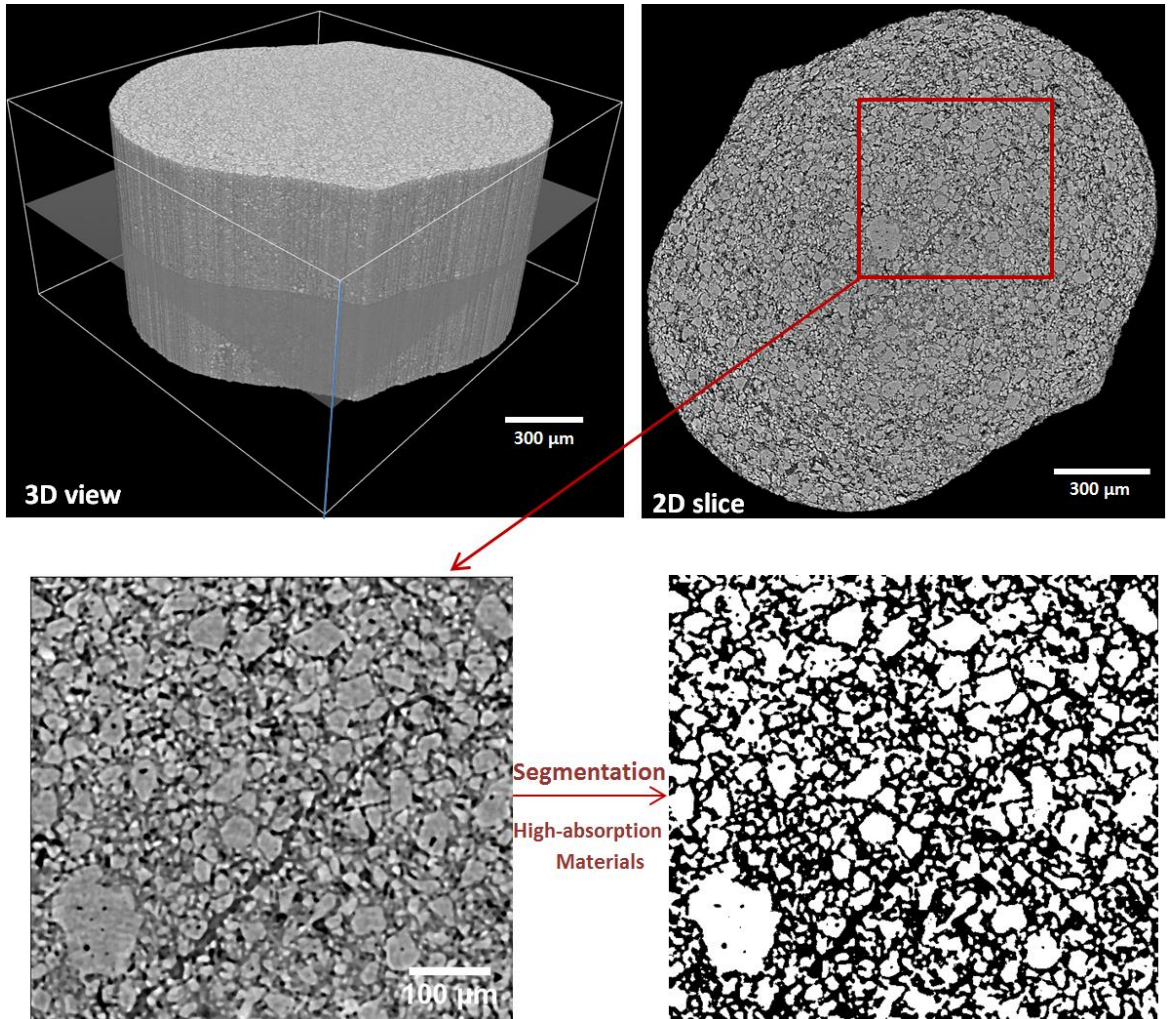 300 µm
3D view
300 µm
2D slice
Segmentation
High-absorption
Materials
100 µm